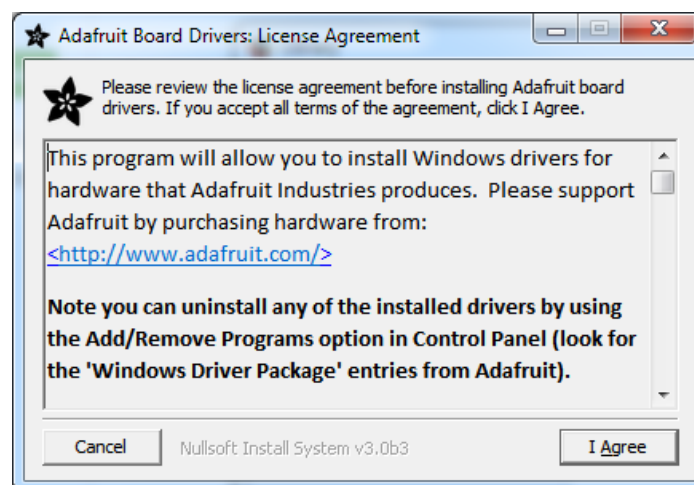 Adafruit Board Drivers: License Agreement
Please review the license agreement before installing Adafruit board
drivers. If you accept all terms of the agreement, click I Agree.
This program will allow you to install Windows drivers for
hardware that Adafruit Industries produces.  Please support
Adafruit by purchasing hardware from:
<http://www.adafruit.com/>
Note you can uninstall any of the installed drivers by using
the Add/Remove Programs option in Control Panel (look for
the 'Windows Driver Package' entries from Adafruit).
Cancel
Nullsoft Install System v3.0b3
I Agree